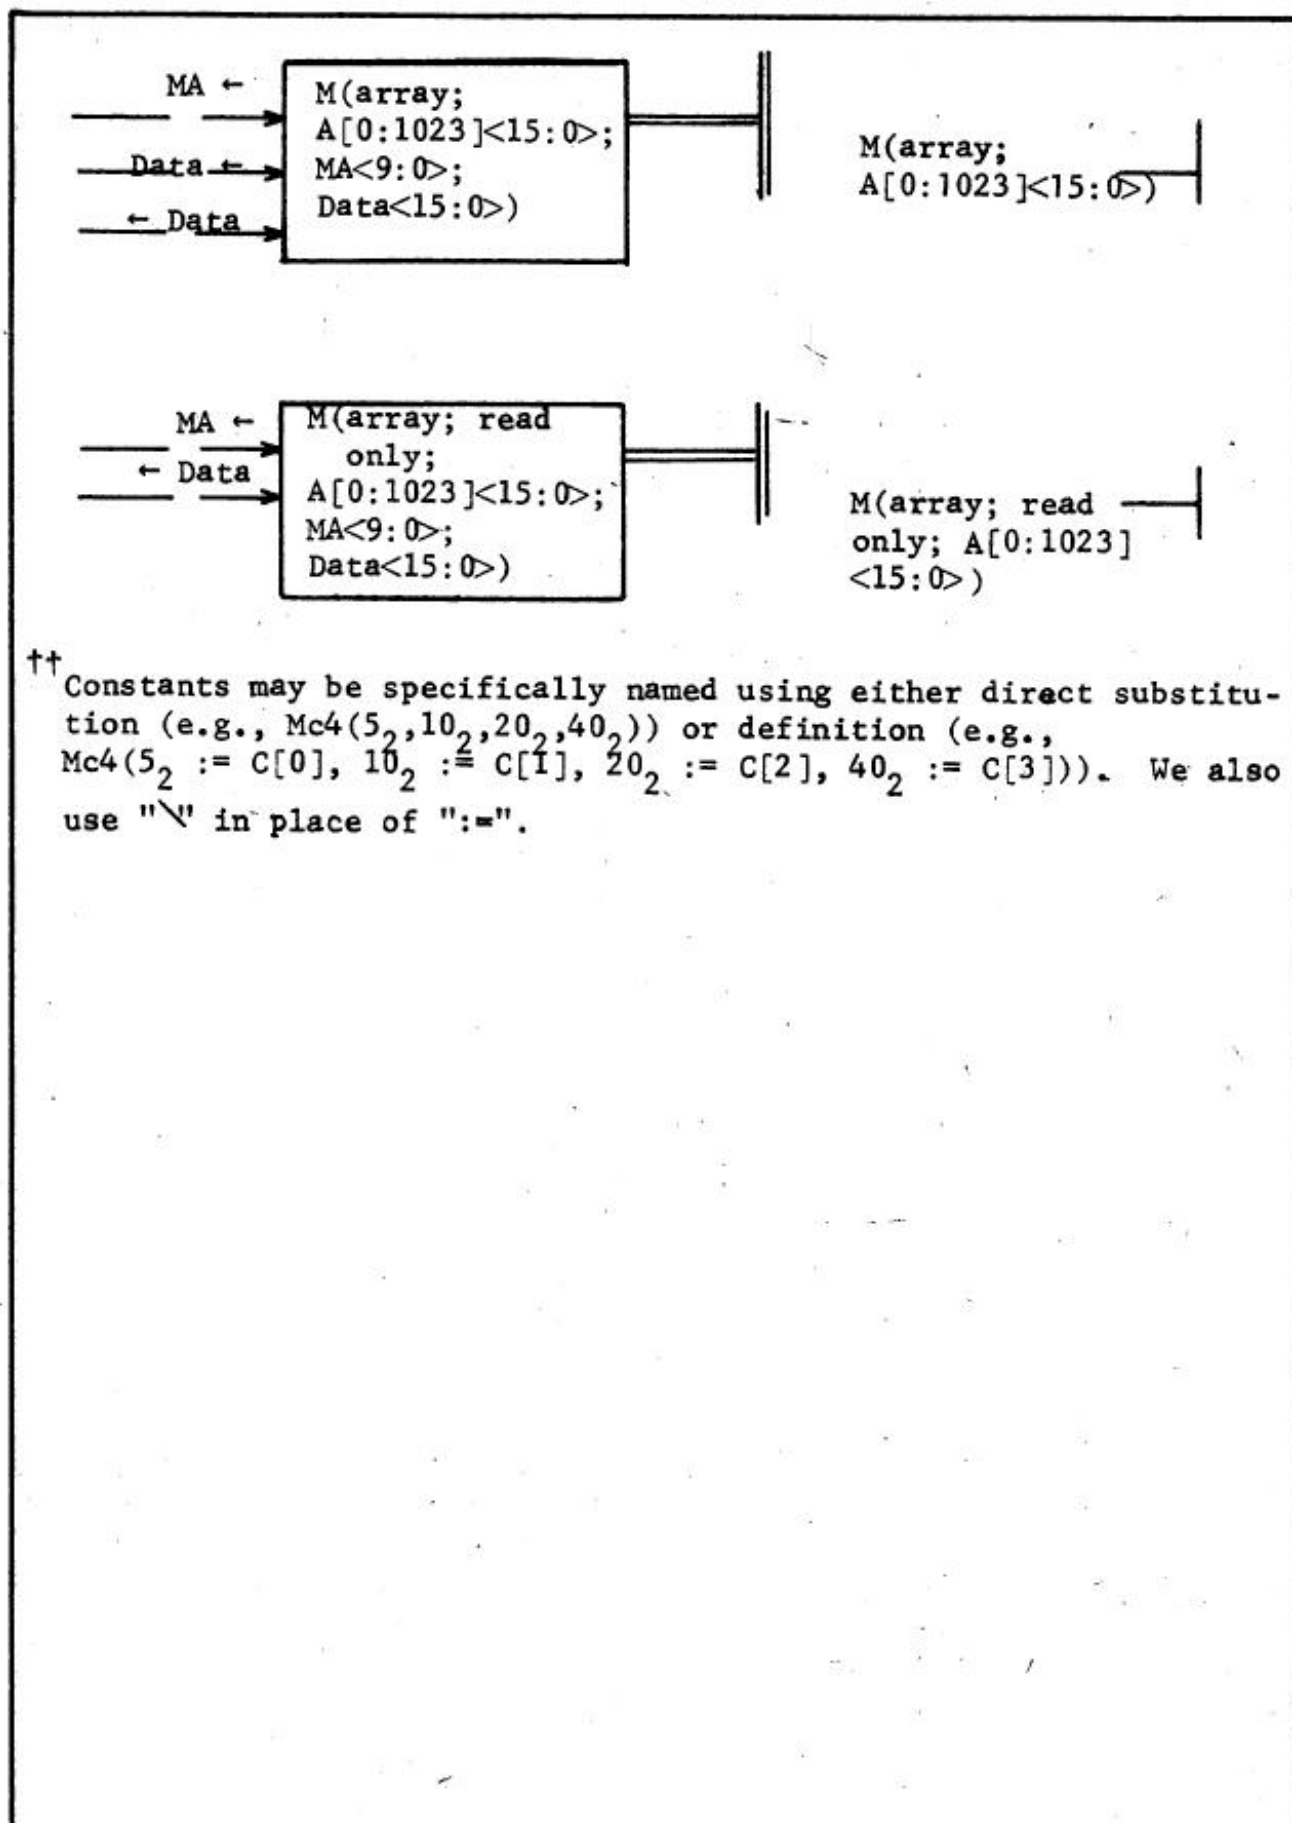 MA ←
Data ←
← Data
M(array;
A[0:1023]<15:0>;
MA<9:0>;
Data<15:0>)
M(array;
A[0:1023]<15:0>)
MA ←
← Data
M(array; read
only;
A[0:1023]<15:0>;
MA<9:0>;
Data<15:0>)
M(array; read
only; A[0:1023]
<15:0>)
††Constants may be specifically named using either direct substitu-
tion (e.g., Mc4(5₂,10₂,20₂,40₂)) or definition (e.g.,
Mc4(5₂ := C[0], 10₂ := C[1], 20₂ := C[2], 40₂ := C[3])). We also
use "\" in place of ":=".